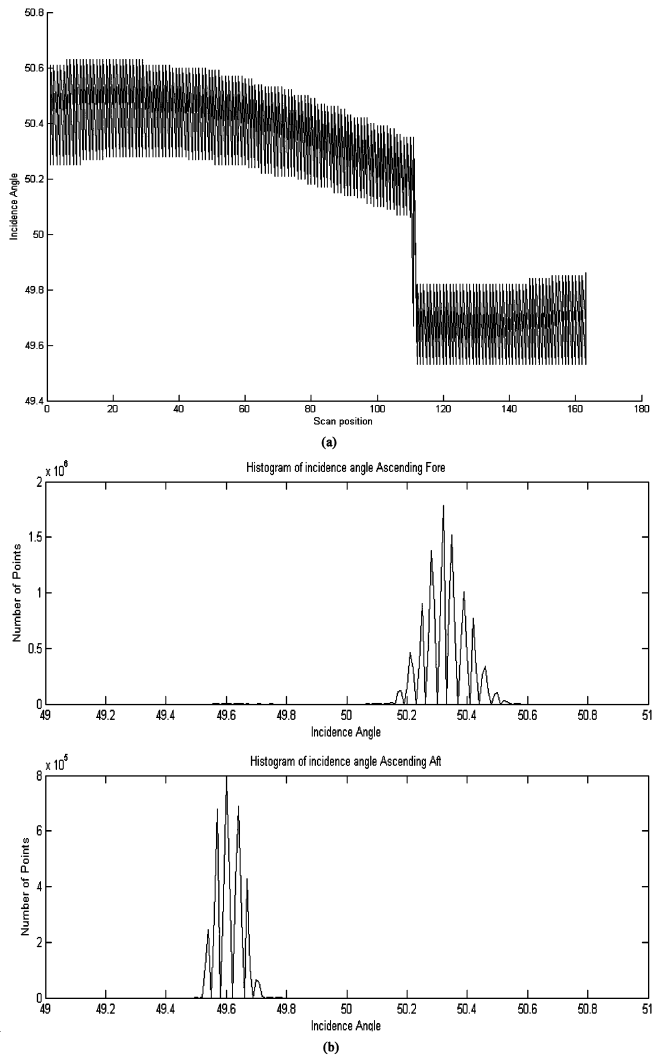 50.8
50.6
50.4
50.2
50
49.8
49.6
49.4
Incidence Angle
0 20 40 60 80 100 120 140 160 180
Scan position
(a)
x 10^6
Histogram of incidence angle Ascending Fore
2
1.5
1
0.5
0
Number of Points
49 49.2 49.4 49.6 49.8 50 50.2 50.4 50.6 50.8 51
Incidence Angle
x 10^5
Histogram of incidence angle Ascending Aft
8
6
4
2
0
Number of Points
49 49.2 49.4 49.6 49.8 50 50.2 50.4 50.6 50.8 51
Incidence Angle
(b)